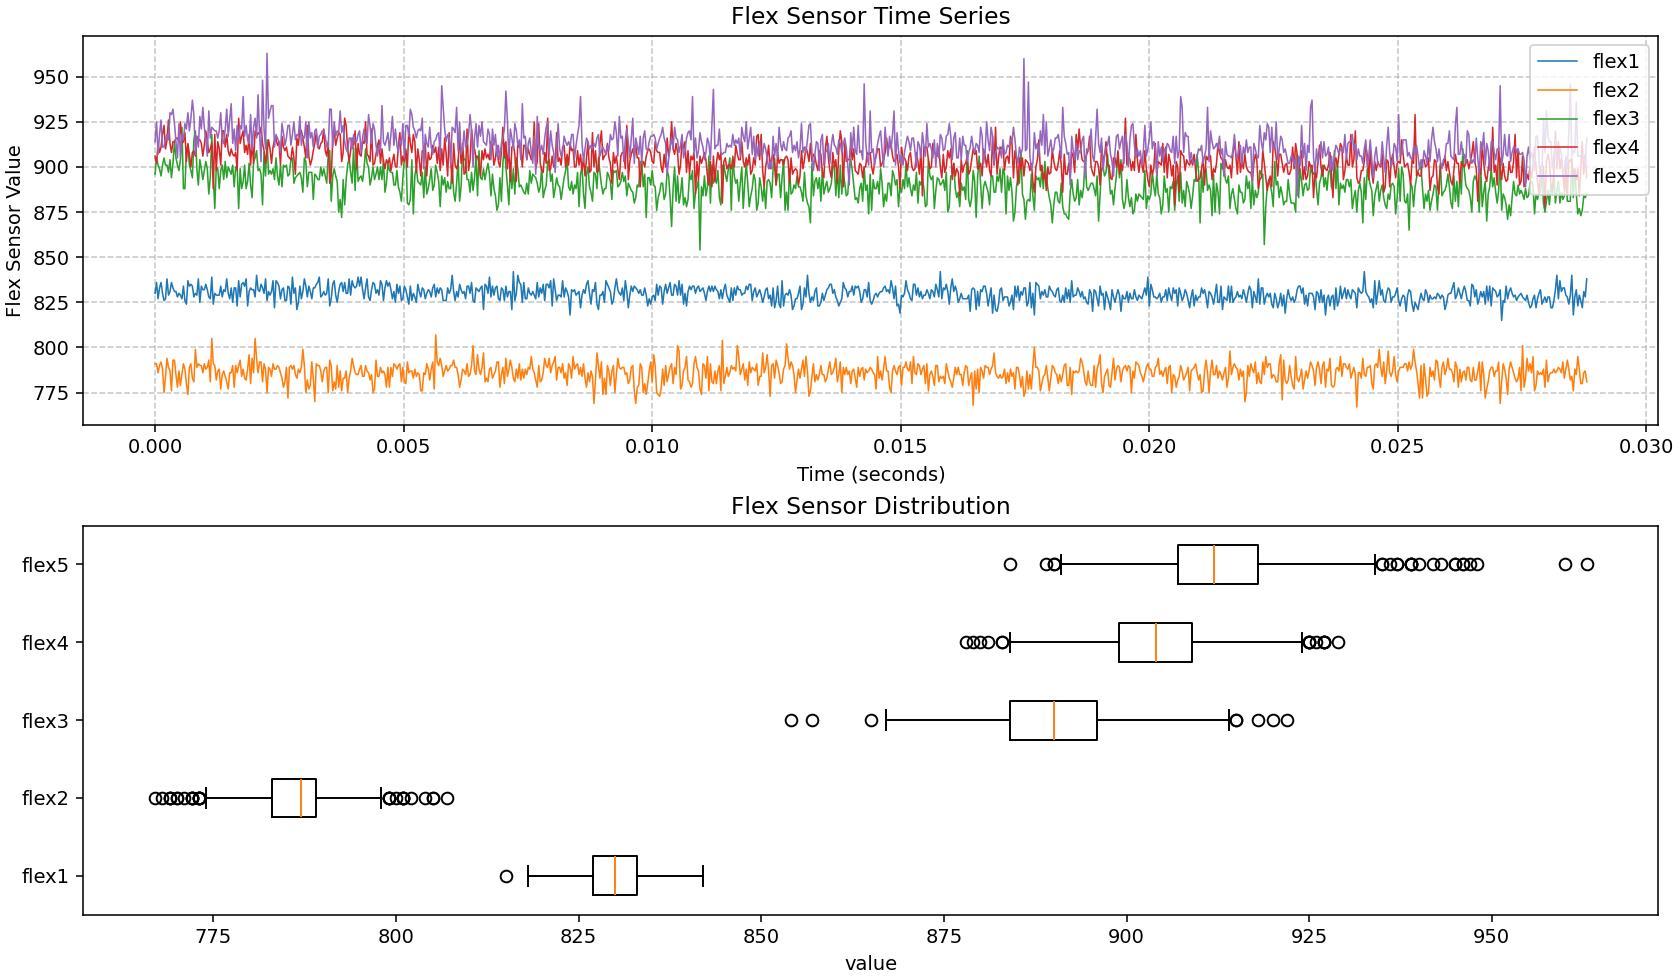 Flex Sensor Time Series
Flex Sensor Value
950
925
900
875
850
825
800
775
flex1
flex2
flex3
flex4
flex5
0.000 0.005 0.010 0.015 0.020 0.025 0.030
Time (seconds)
Flex Sensor Distribution
flex5
flex4
flex3
flex2
flex1
775 800 825 850 875 900 925 950
value